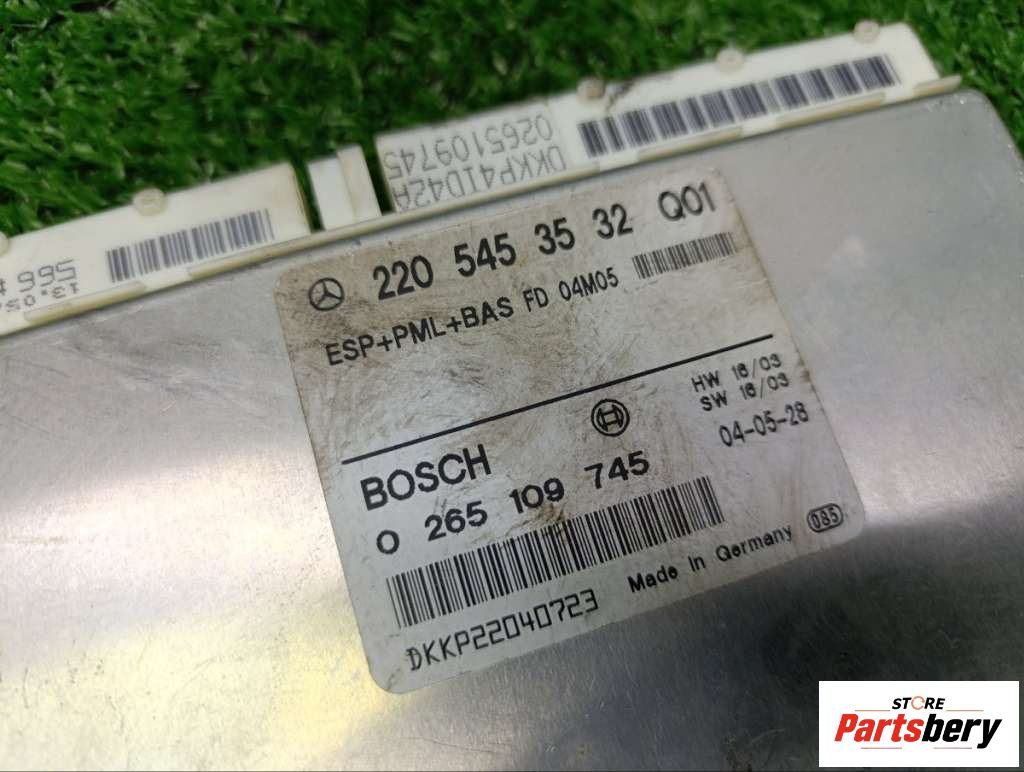 DKKP41D42A
0265109745
566
13.05
220 545 35 32 Q01
ESP+PML+BAS FD 04M05
HW 16/03
SW 16/03
04-05-28
BOSCH
0 265 109 745
DKKP22040723
Made In Germany
085
STORE
Partsbery